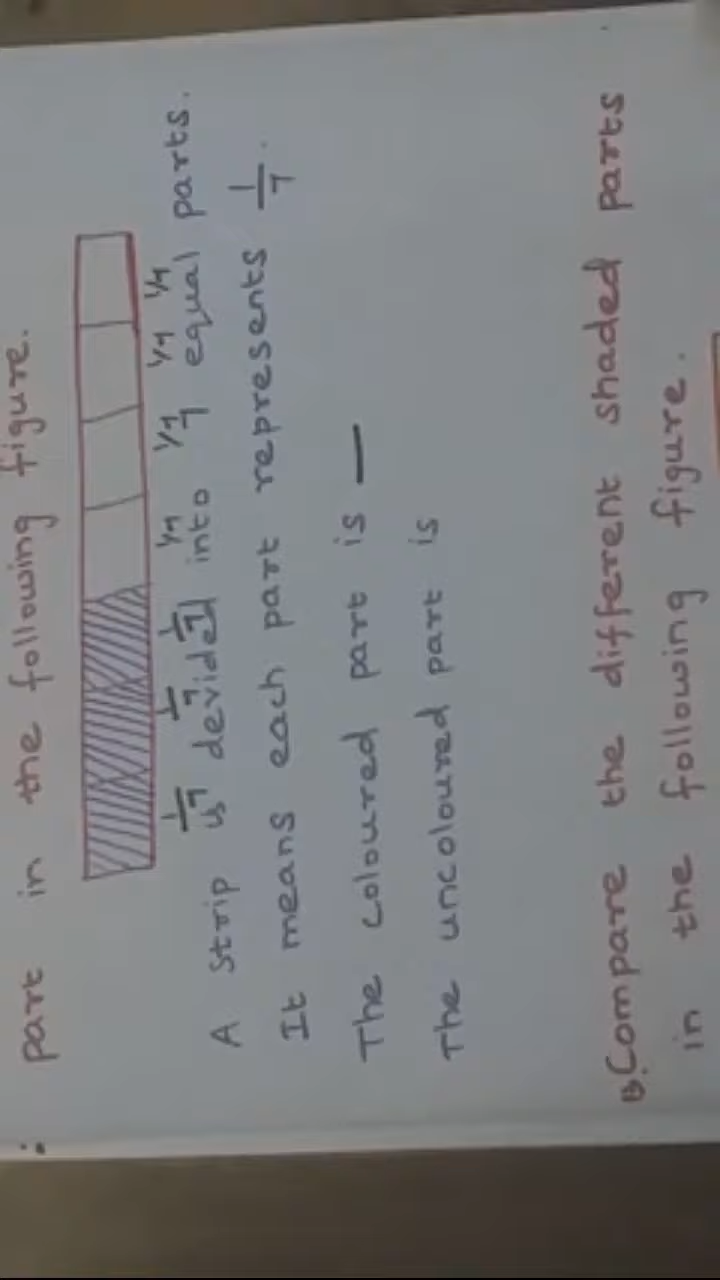 part in the following figure.
1/7 1/7 1/7 1/7 1/7 1/7 1/7
A strip is devided into 7 equal parts.
It means each part represents 1/7.
The coloured part is —
The uncoloured part is
B. Compare the different shaded parts
in the following figure.